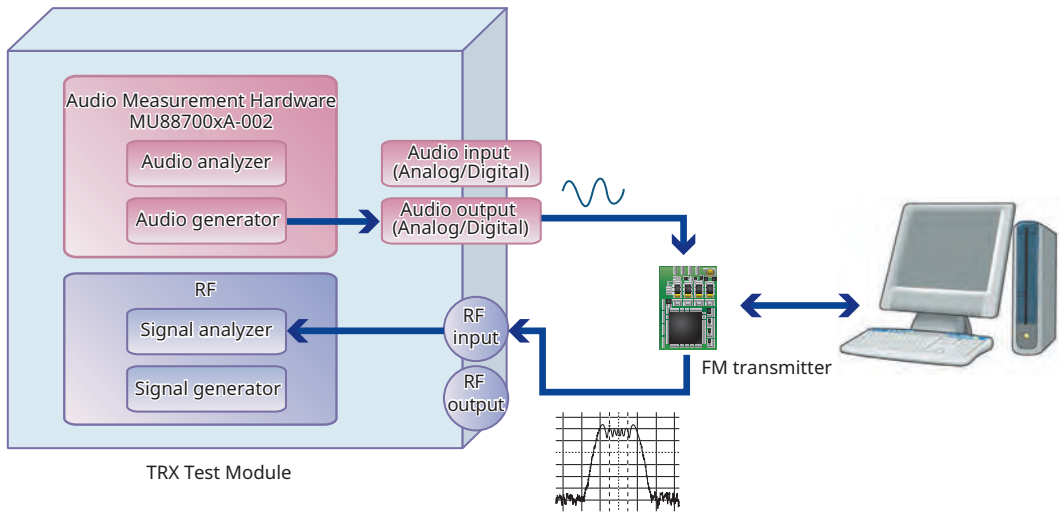 Audio Measurement Hardware
MU88700xA-002
Audio analyzer
Audio generator
Audio input
(Analog/Digital)
Audio output
(Analog/Digital)
RF
Signal analyzer
Signal generator
RF
input
RF
output
FM transmitter
TRX Test Module